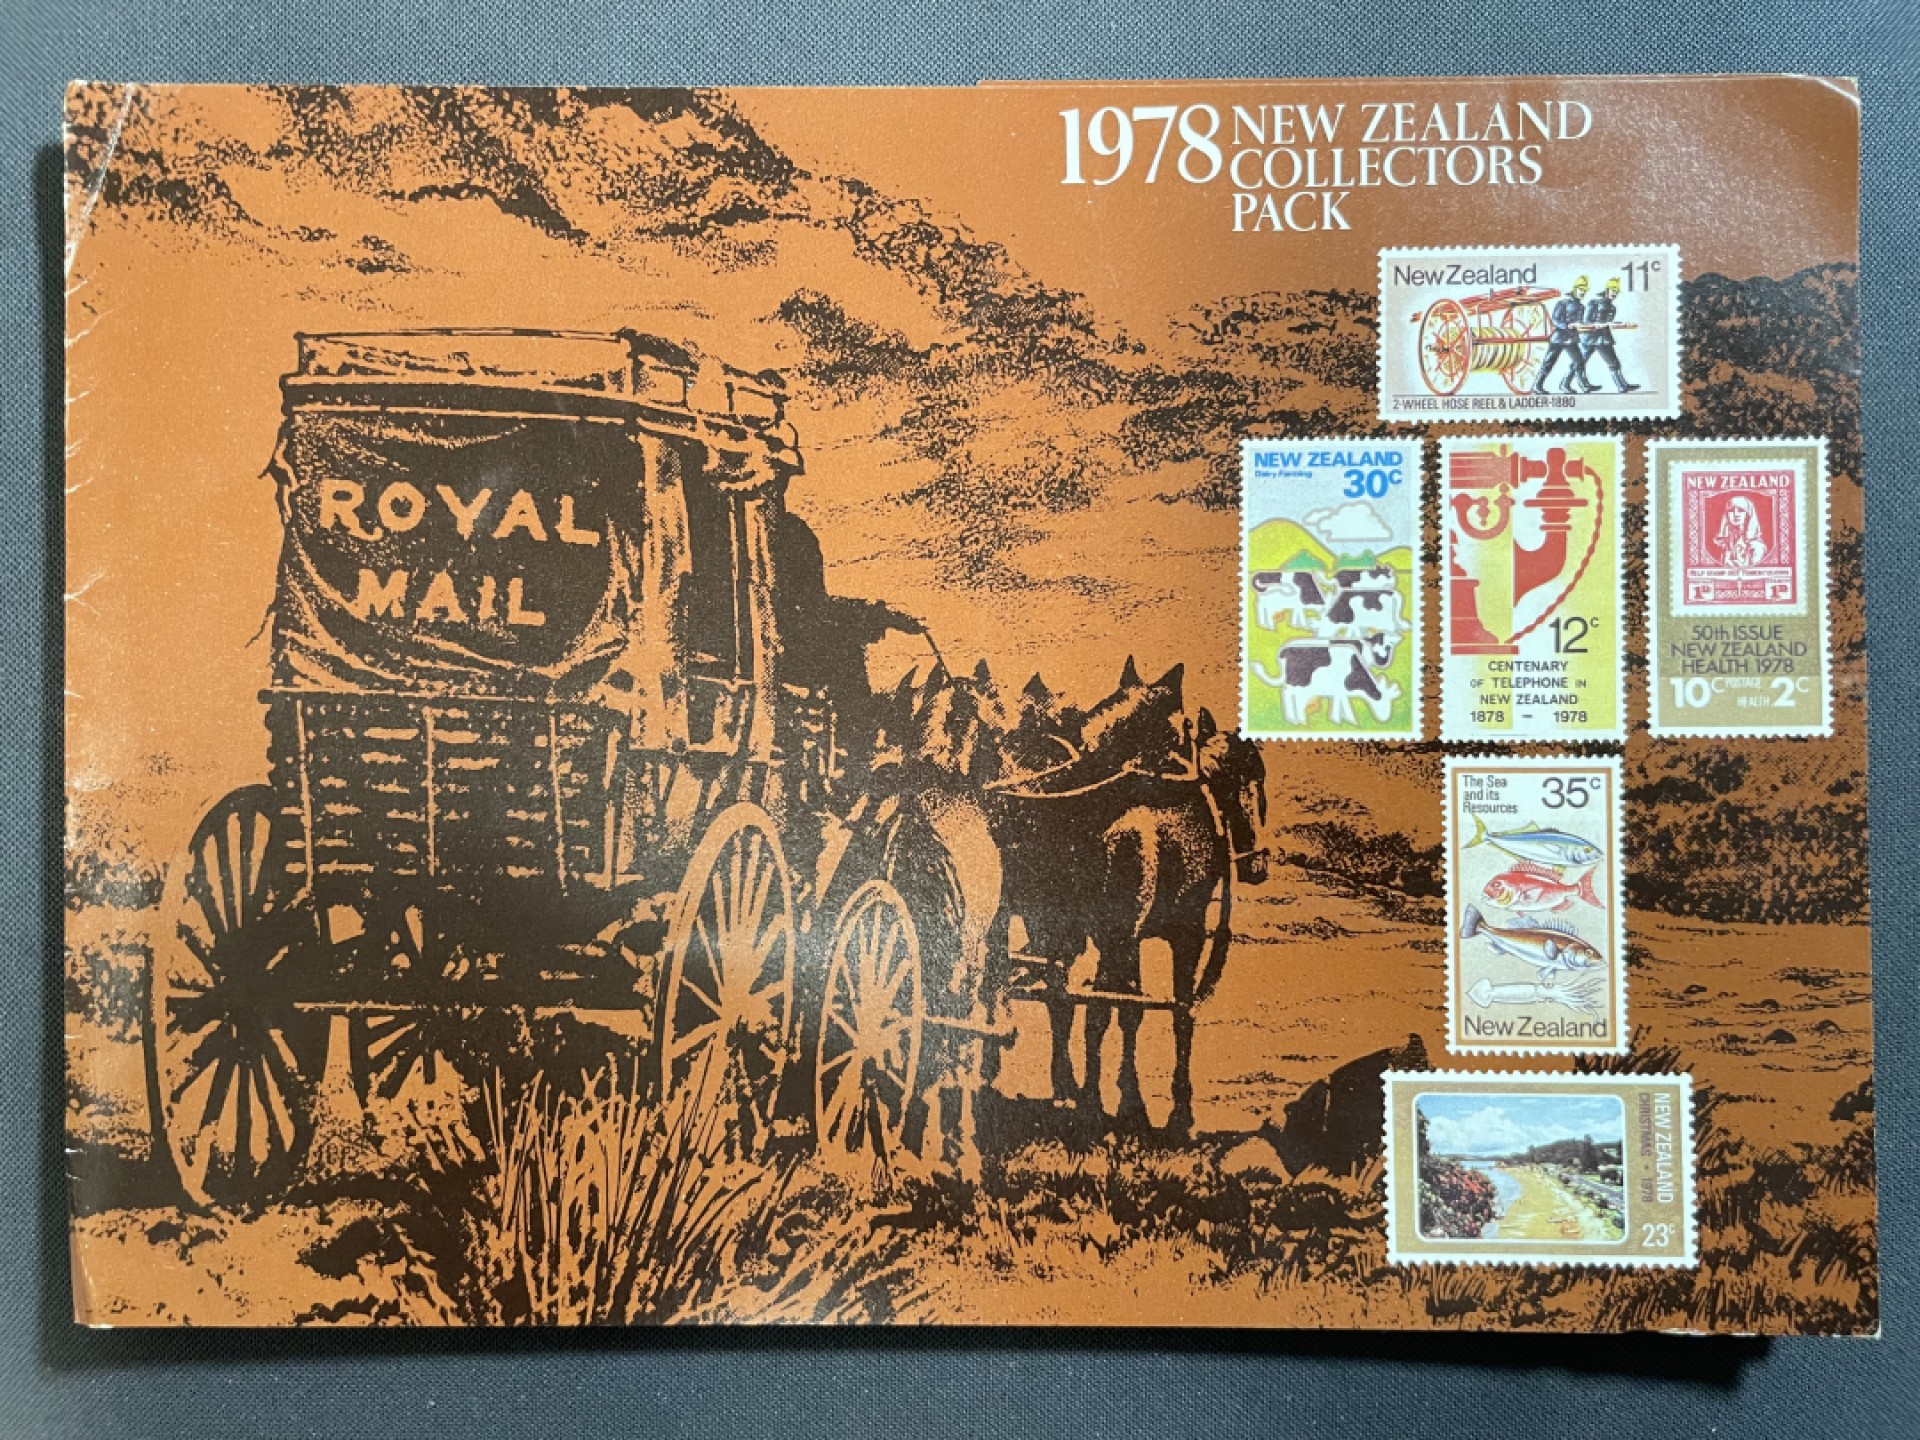 1978 NEW ZEALAND
COLLECTORS
PACK
ROYAL
MAIL
New Zealand 11c
2-WHEEL HOSE REEL & LADDER-1880
NEW ZEALAND
Dairy Farming
30c
12c
CENTENARY
OF TELEPHONE IN
NEW ZEALAND
1878 - 1978
NEW ZEALAND
1D 1D
50th ISSUE
NEW ZEALAND
HEALTH 1978
10c POSTAGE
HEALTH 2c
The Sea
and its
Resources
35c
New Zealand
NEW ZEALAND
CHRISTMAS • 1978
23c